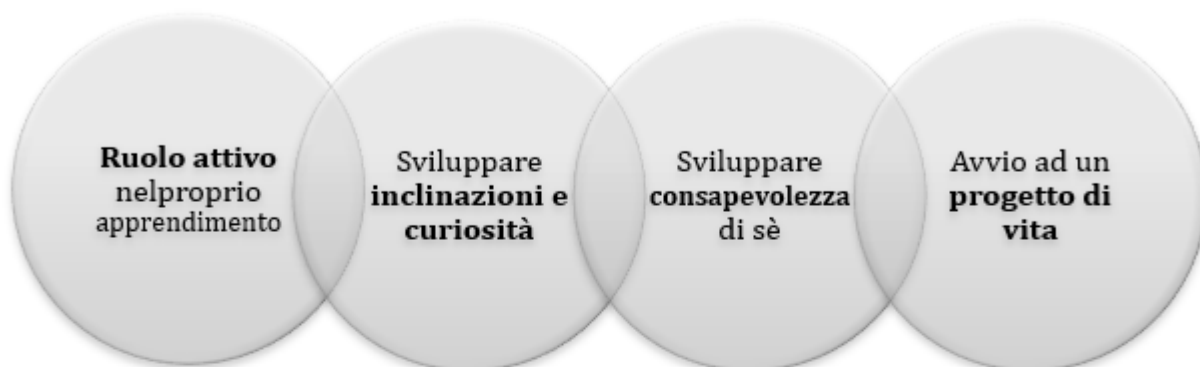 Ruolo attivo
nelproprio
apprendimento
Sviluppare
inclinazioni e
curiosità
Sviluppare
consapevolezza
di sè
Avvio ad un
progetto di
vita